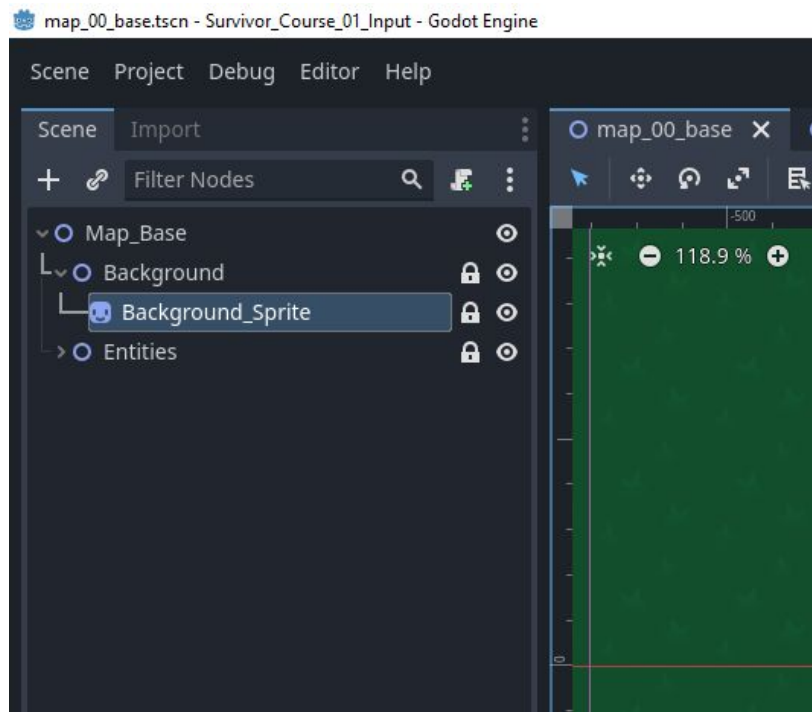 map_00_base.tscn - Survivor_Course_01_Input - Godot Engine
Scene Project Debug Editor Help
Scene Import
map_00_base
Filter Nodes
-500
Map_Base
118.9 %
Background
Background_Sprite
Entities
0